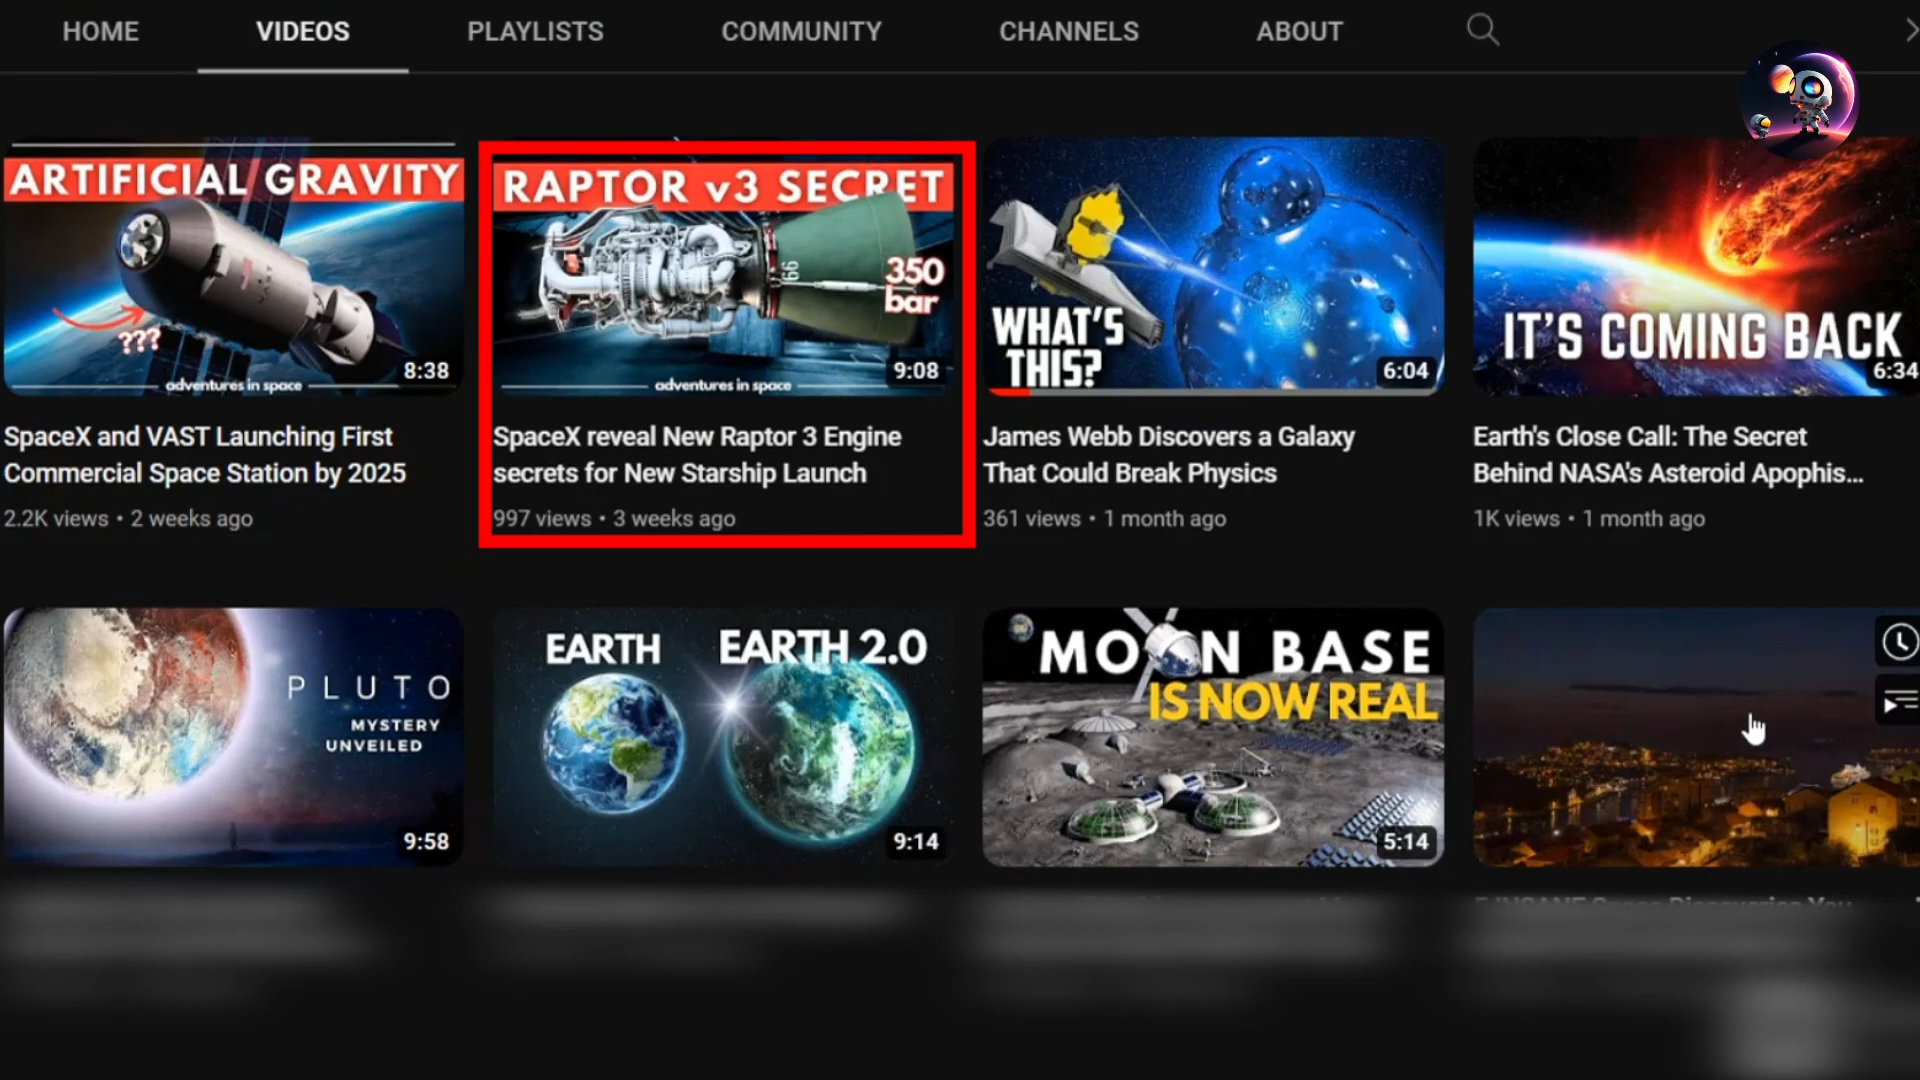 HOME VIDEOS PLAYLISTS COMMUNITY CHANNELS ABOUT
ARTIFICIAL GRAVITY
???
8:38
adventures in space
SpaceX and VAST Launching First
Commercial Space Station by 2025
2.2K views • 2 weeks ago
RAPTOR v3 SECRET
99
350
bar
9:08
adventures in space
SpaceX reveal New Raptor 3 Engine
secrets for New Starship Launch
997 views • 3 weeks ago
WHAT'S
THIS?
6:04
James Webb Discovers a Galaxy
That Could Break Physics
361 views • 1 month ago
IT'S COMING BACK
6:34
Earth's Close Call: The Secret
Behind NASA's Asteroid Apophis...
1K views • 1 month ago
PLUTO
MYSTERY
UNVEILED
9:58
EARTH EARTH 2.0
9:14
MOON BASE
IS NOW REAL
5:14